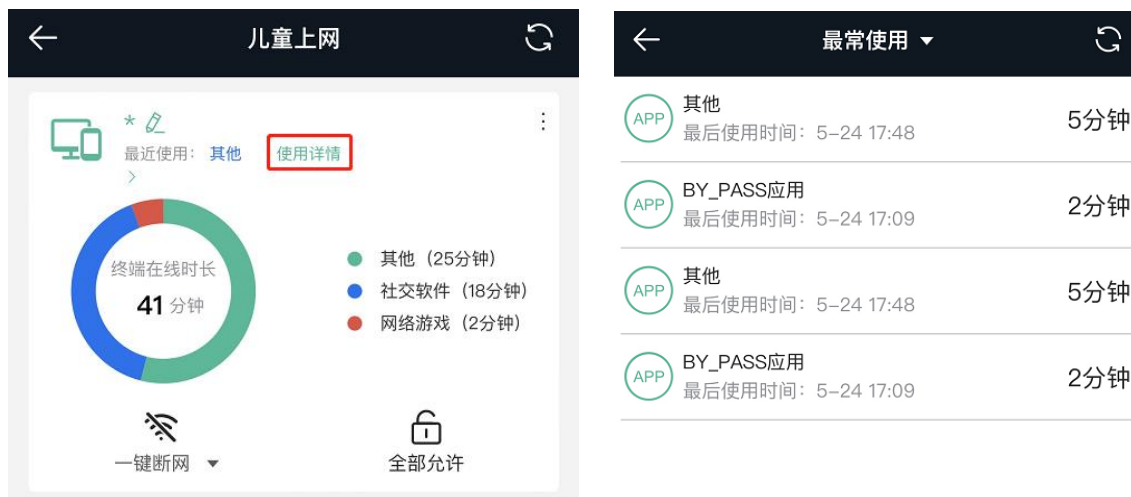 儿童上网
*
最近使用: 其他 使用详情
>
终端在线时长
41 分钟
其他 (25分钟)
社交软件 (18分钟)
网络游戏 (2分钟)
一键断网
全部允许
最常使用
APP 其他 5分钟
最后使用时间: 5-24 17:48
APP BY_PASS应用 2分钟
最后使用时间: 5-24 17:09
APP 其他 5分钟
最后使用时间: 5-24 17:48
APP BY_PASS应用 2分钟
最后使用时间: 5-24 17:09